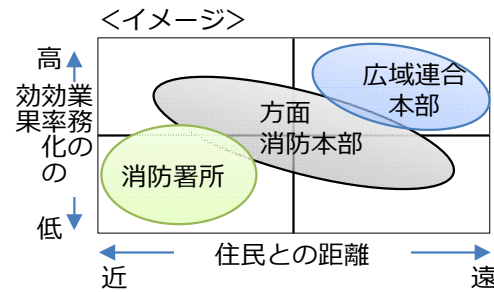 ＜イメージ＞
高
業務の
効率化の
効果
低
広域連合
本部
方面
消防本部
消防署所
住民との距離
近
遠